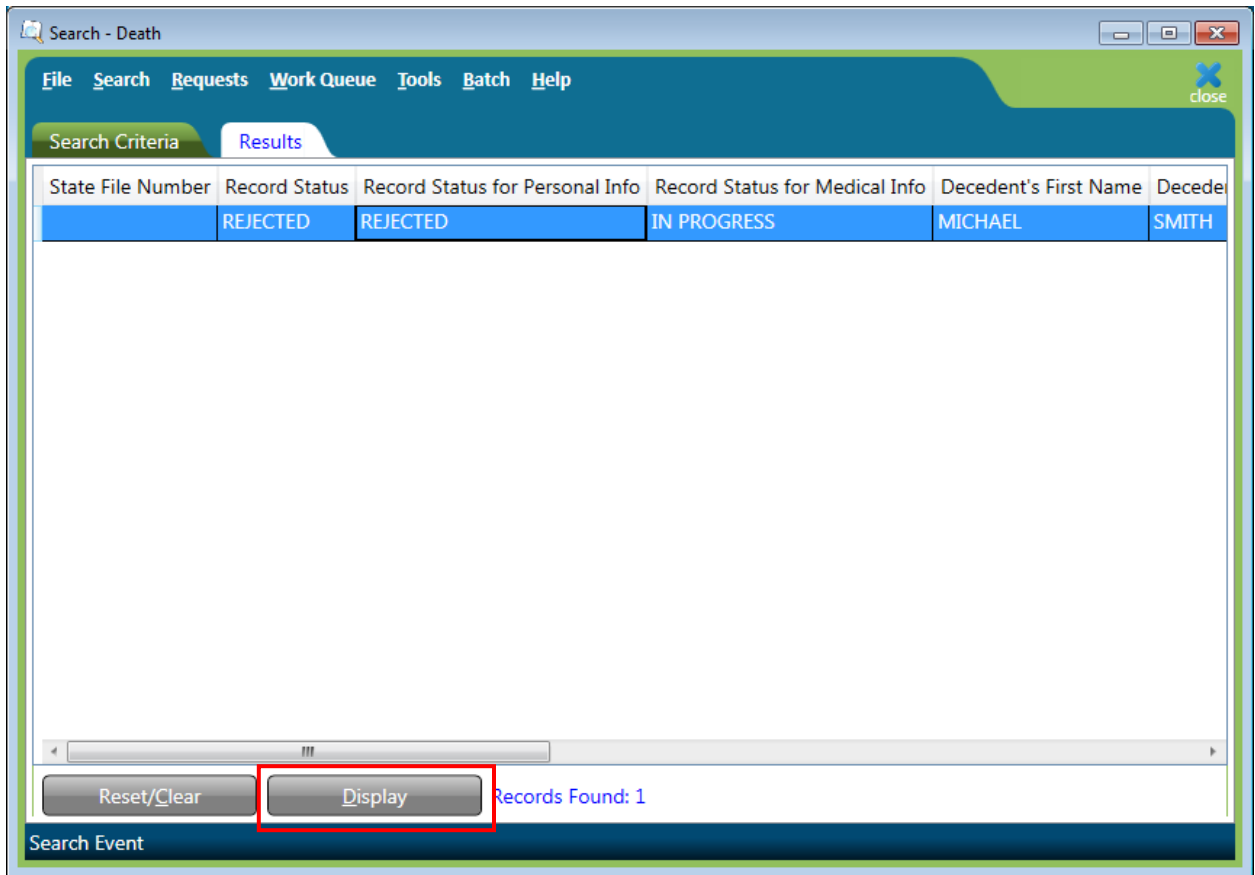 Search - Death
File Search Requests Work Queue Tools Batch Help
close
Search Criteria Results
State File Number Record Status Record Status for Personal Info Record Status for Medical Info Decedent's First Name Deceder
REJECTED REJECTED IN PROGRESS MICHAEL SMITH
Reset/Clear Display Records Found: 1
Search Event